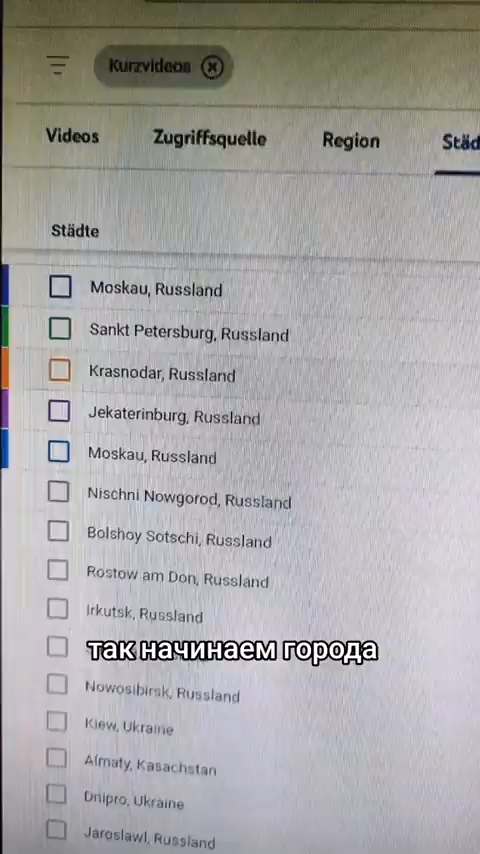 Kurzvideos
Videos Zugriffsquelle Region Städ
Städte
Moskau, Russland
Sankt Petersburg, Russland
Krasnodar, Russland
Jekaterinburg, Russland
Moskau, Russland
Nischni Nowgorod, Russland
Bolshoy Sotschi, Russland
Rostow am Don, Russland
Irkutsk, Russland
так начинаем города
Nowosibirsk, Russland
Kiew, Ukraine
Almaty, Kasachstan
Dnipro, Ukraine
Jaroslawl, Russland